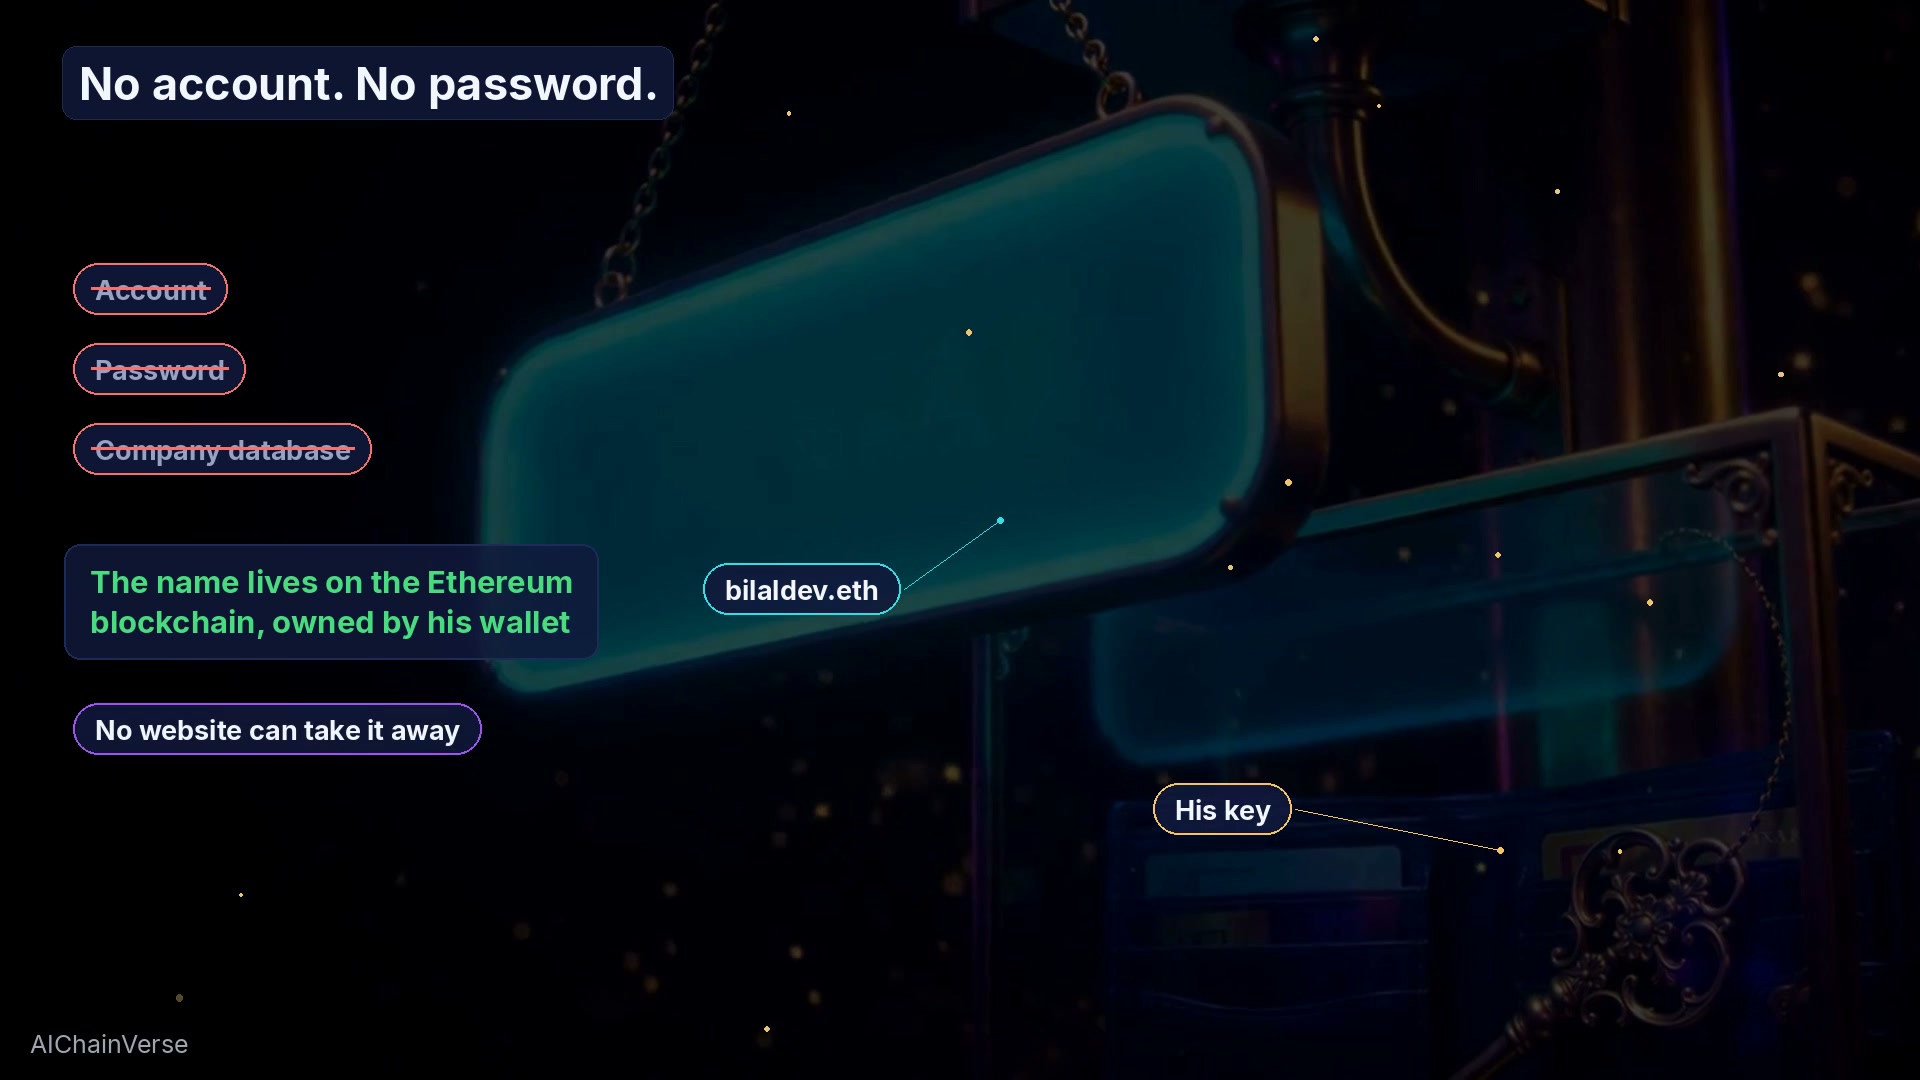 No account. No password.
Account
Password
Company database
The name lives on the Ethereum
blockchain, owned by his wallet
bilaldev.eth
No website can take it away
His key
AIChainVerse